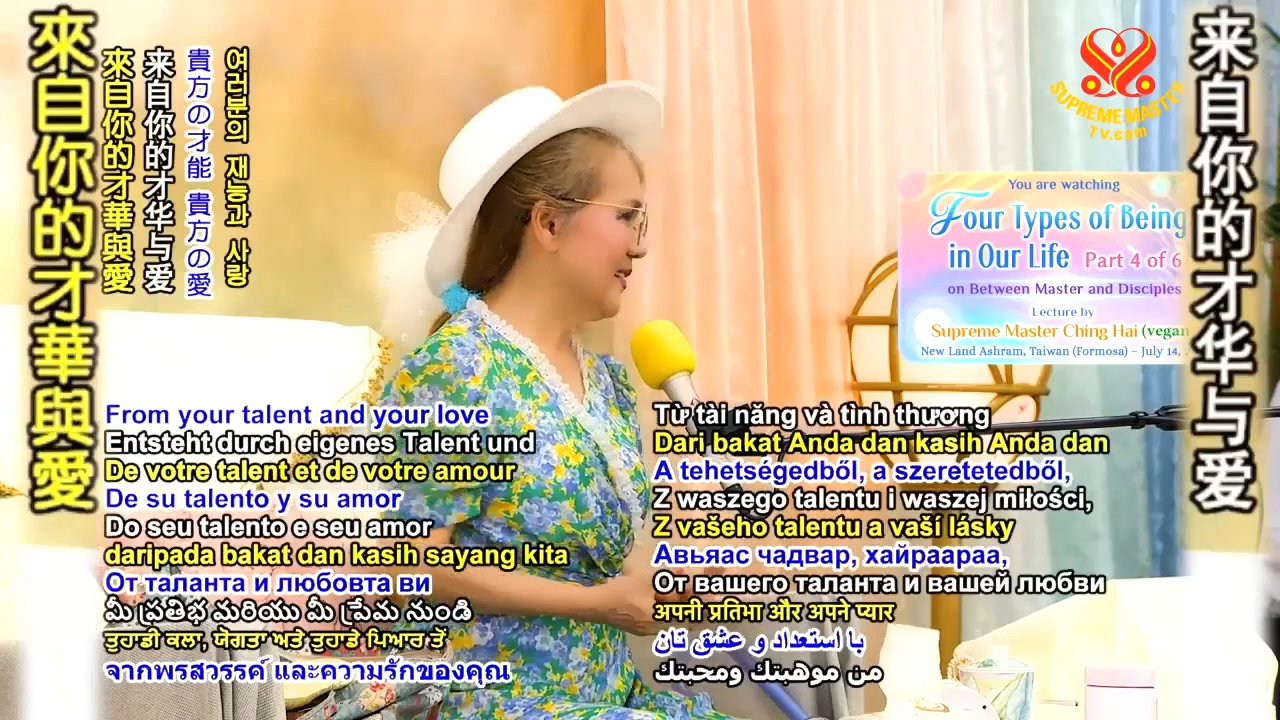 來自你的才華與愛
來自你的才華與愛
来自你的才华与爱
貴方の才能 貴方の愛
여러분의 재능과 사랑
SUPREME MASTER
TV.com
You are watching
Four Types of Being
in Our Life Part 4 of 6
on Between Master and Disciples
Lecture by
Supreme Master Ching Hai (vegan
New Land Ashram, Taiwan (Formosa) – July 14,
来自你的才华与爱
From your talent and your love
Entsteht durch eigenes Talent und
De votre talent et de votre amour
De su talento y su amor
Do seu talento e seu amor
daripada bakat dan kasih sayang kita
От таланта и любовта ви
మీ ప్రతిభ మరియు మీ ప్రేమ నుండి
ਤੁਹਾਡੀ ਕਲਾ, ਯੋਗਤਾ ਅਤੇ ਤੁਹਾਡੇ ਪਿਆਰ ਤੋਂ
จากพรสวรรค์ และความรักของคุณ
Từ tài năng và tình thương
Dari bakat Anda dan kasih Anda dan
A tehetségedből, a szeretetedből,
Z waszego talentu i waszej miłości,
Z vašeho talentu a vaší lásky
Авьяас чадвар, хайраараа,
От вашего таланта и вашей любви
अपनी प्रतिभा और अपने प्यार
با استعداد و عشق تان
من موهبتك ومحبتك